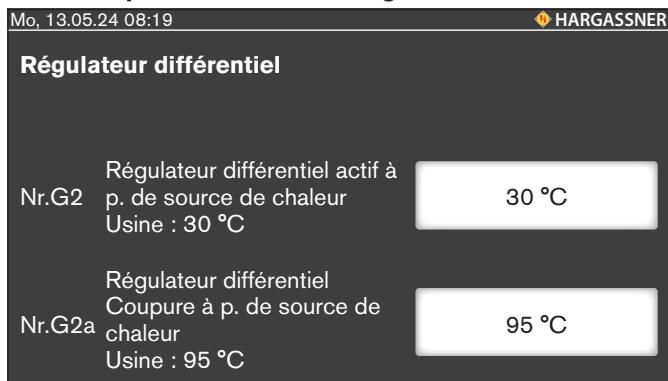 Mo, 13.05.24 08:19 HARGASSNER
Régulateur différentiel
Régulateur différentiel actif à
Nr.G2 p. de source de chaleur 30 °C
Usine : 30 °C
Régulateur différentiel
Coupure à p. de source de
Nr.G2a chaleur 95 °C
Usine : 95 °C